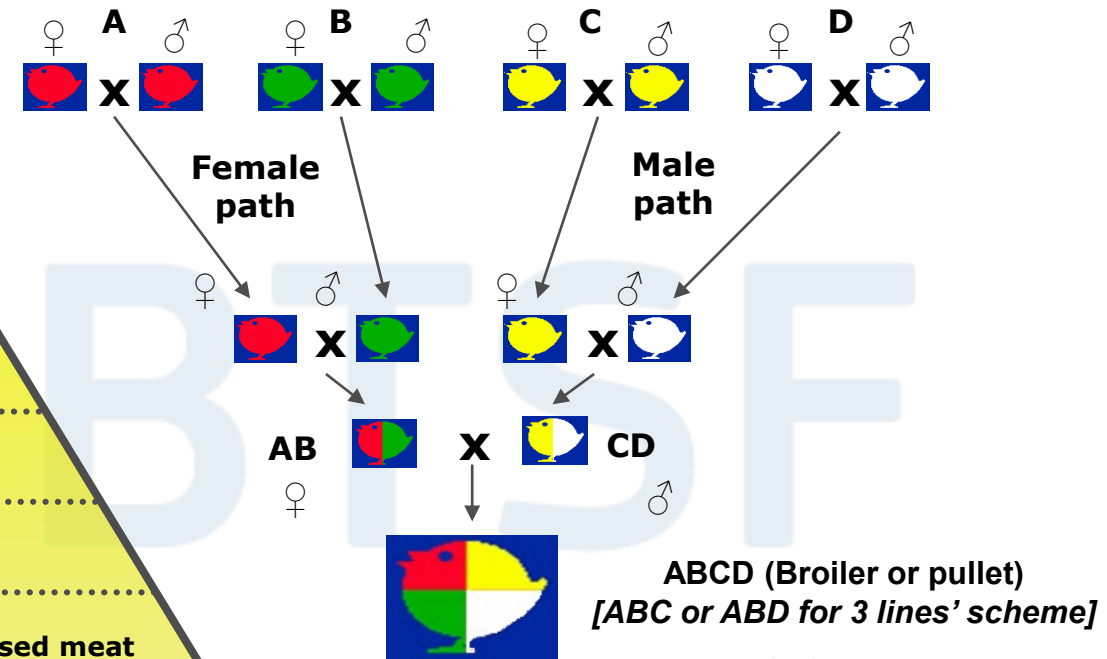 ♀ A ♂ ♀ B ♂ ♀ C ♂ ♀ D ♂
x x x x
Female
path
Male
path
♀ ♂ ♀ ♂
x x
AB x CD
♀ ♂
ABCD (Broiler or pullet)
[ABC or ABD for 3 lines’ scheme]
sed meat
BTSF